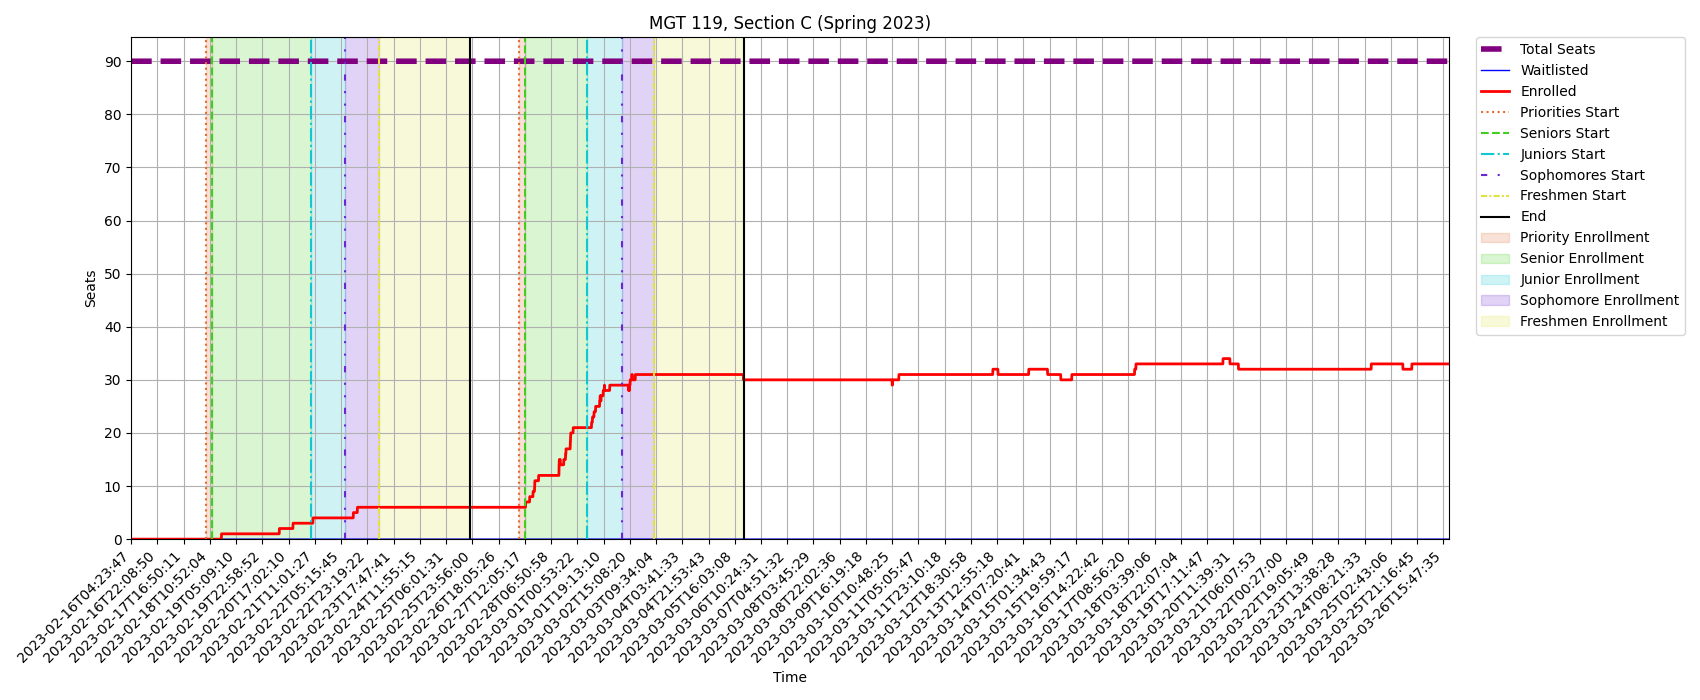 MGT 119, Section C (Spring 2023)
Seats
90
80
70
60
50
40
30
20
10
0
2023-02-16T04:23:47
2023-02-16T22:08:50
2023-02-17T16:50:11
2023-02-18T10:52:04
2023-02-19T05:09:16
2023-02-19T22:58:52
2023-02-20T17:02:10
2023-02-21T11:01:27
2023-02-22T05:15:45
2023-02-22T23:19:22
2023-02-23T17:47:41
2023-02-24T11:55:15
2023-02-25T06:01:31
2023-02-25T23:56:00
2023-02-26T18:05:26
2023-02-27T12:05:17
2023-02-28T06:50:58
2023-03-01T00:53:22
2023-03-01T19:13:10
2023-03-02T15:08:20
2023-03-03T09:34:04
2023-03-04T03:41:33
2023-03-04T21:53:43
2023-03-05T16:03:08
2023-03-06T10:24:31
2023-03-07T04:51:32
2023-03-08T03:45:29
2023-03-08T22:02:36
2023-03-09T16:19:18
2023-03-10T10:48:25
2023-03-11T05:05:47
2023-03-11T23:10:18
2023-03-12T18:30:58
2023-03-13T12:55:18
2023-03-14T07:20:41
2023-03-15T01:34:43
2023-03-15T19:59:17
2023-03-16T14:22:42
2023-03-17T08:56:20
2023-03-18T03:39:06
2023-03-18T22:07:04
2023-03-19T17:11:47
2023-03-20T11:39:31
2023-03-21T06:07:53
2023-03-22T00:27:00
2023-03-22T19:05:49
2023-03-23T13:38:28
2023-03-24T08:21:33
2023-03-25T02:43:06
2023-03-25T21:16:45
2023-03-26T15:47:35
Time
Total Seats
Waitlisted
Enrolled
Priorities Start
Seniors Start
Juniors Start
Sophomores Start
Freshmen Start
End
Priority Enrollment
Senior Enrollment
Junior Enrollment
Sophomore Enrollment
Freshmen Enrollment